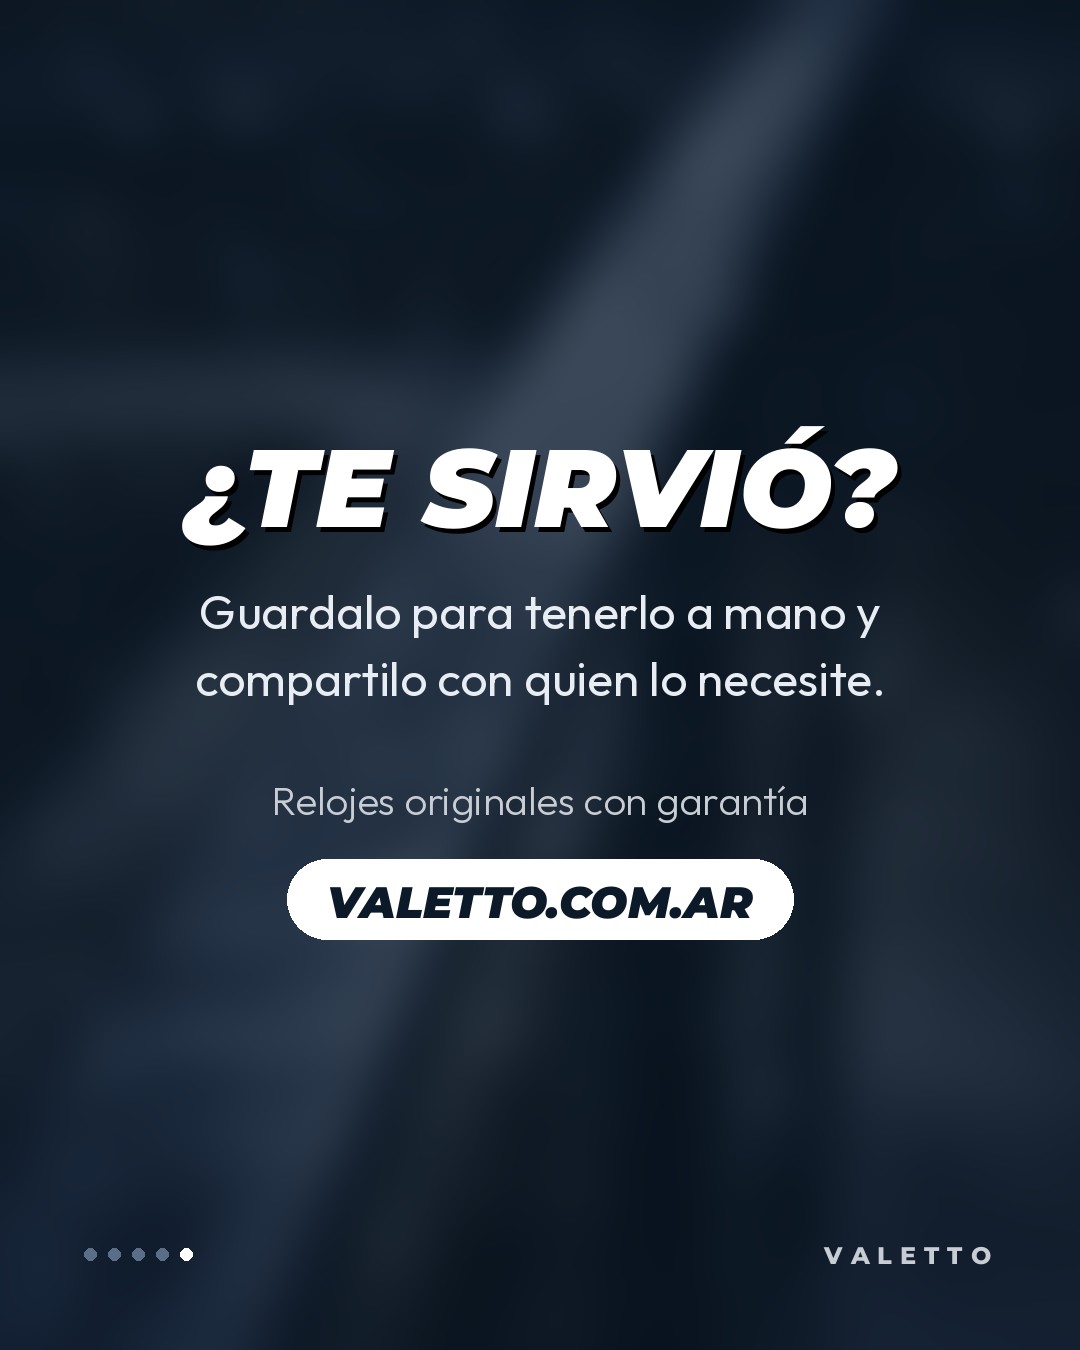 ¿TE SIRVIÓ?
Guardalo para tenerlo a mano y
compartilo con quien lo necesite.
Relojes originales con garantía
VALETTO.COM.AR
VALETTO